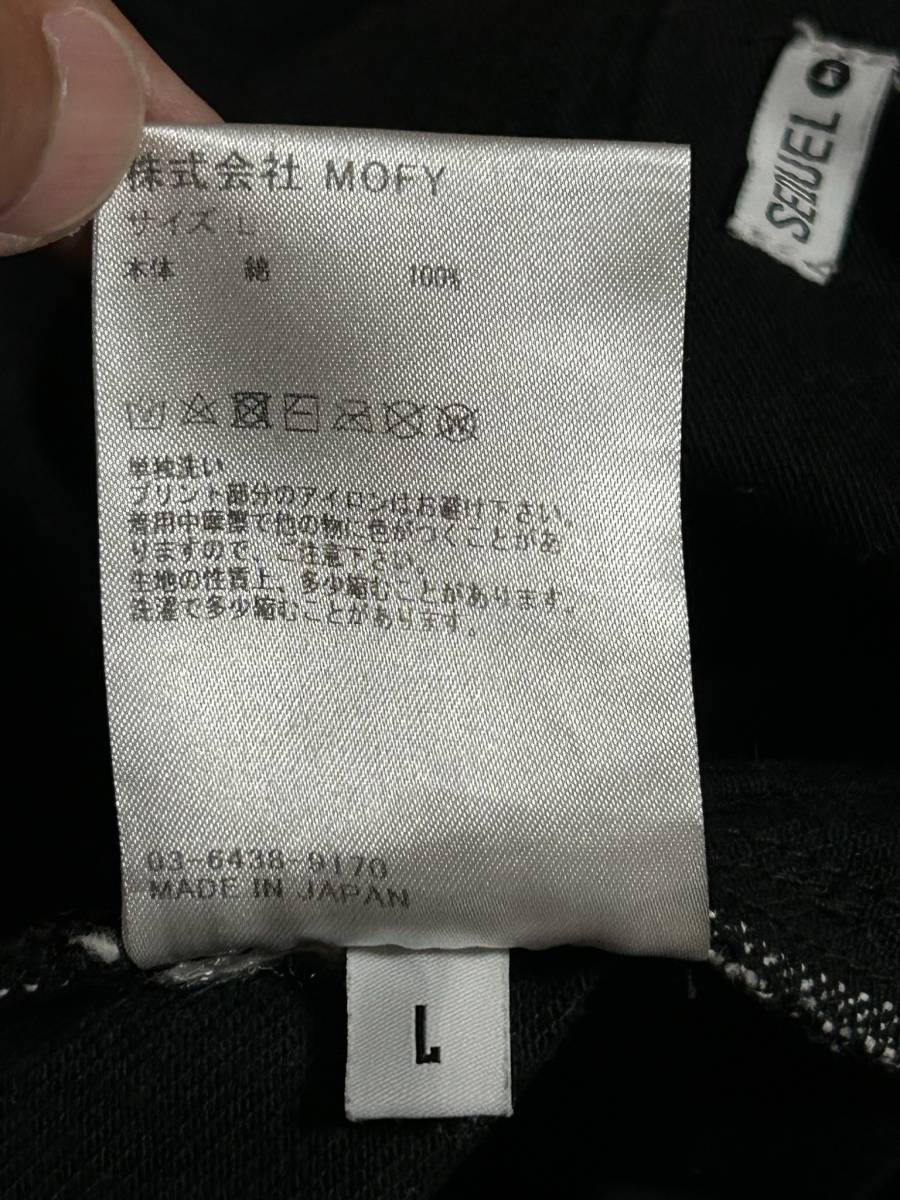 株式会社 MOFY
サイズ L
本体 綿 100%
単独洗い
プリント部分のアイロンはお避け下さい。
着用中摩擦で他の物に色がつくことがあ
りますので、ご注意下さい。
生地の性質上、多少縮むことがあります。
洗濯で多少縮むことがあります。
03-6438-9170
MADE IN JAPAN
L